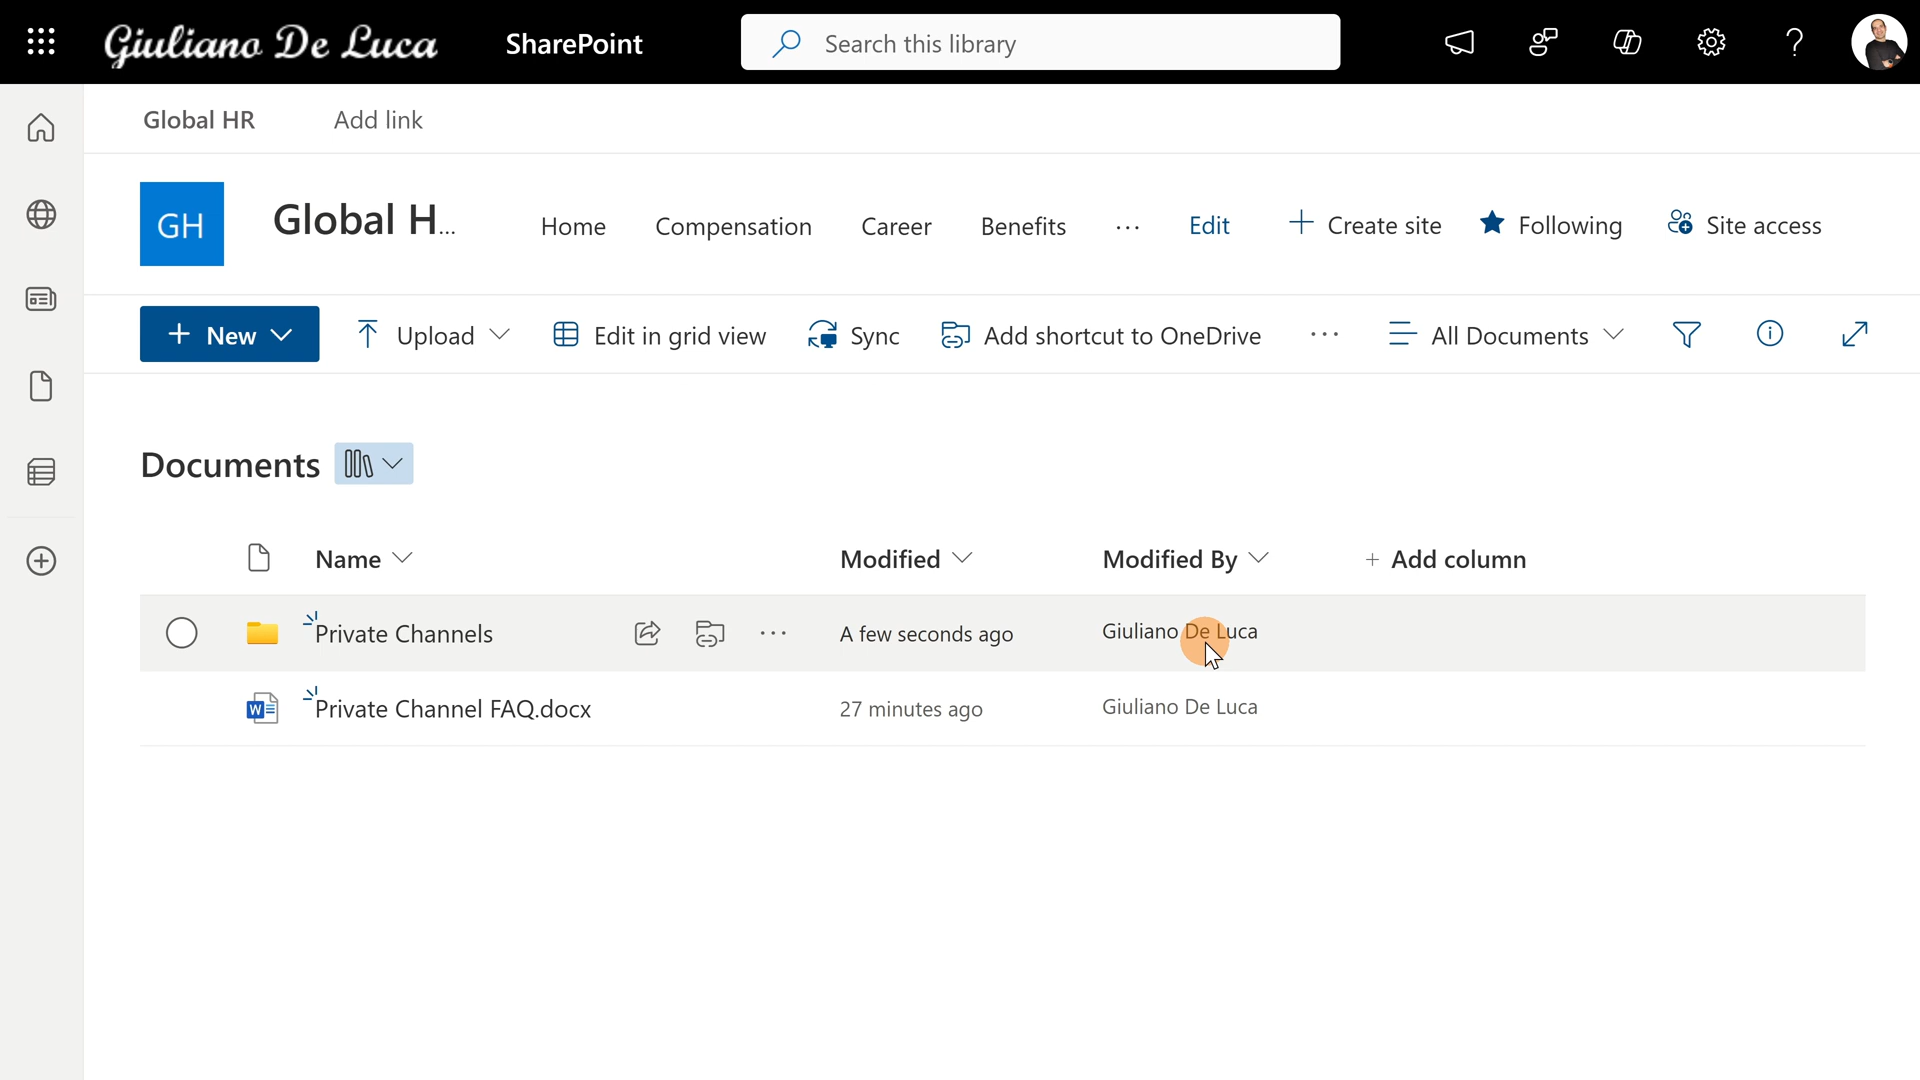 Giuliano De Luca SharePoint Search this library
Global HR Add link
GH Global H... Home Compensation Career Benefits ... Edit + Create site Following Site access
+ New Upload Edit in grid view Sync Add shortcut to OneDrive ... All Documents
Documents
Name Modified Modified By + Add column
Private Channels ... A few seconds ago Giuliano De Luca
Private Channel FAQ.docx 27 minutes ago Giuliano De Luca